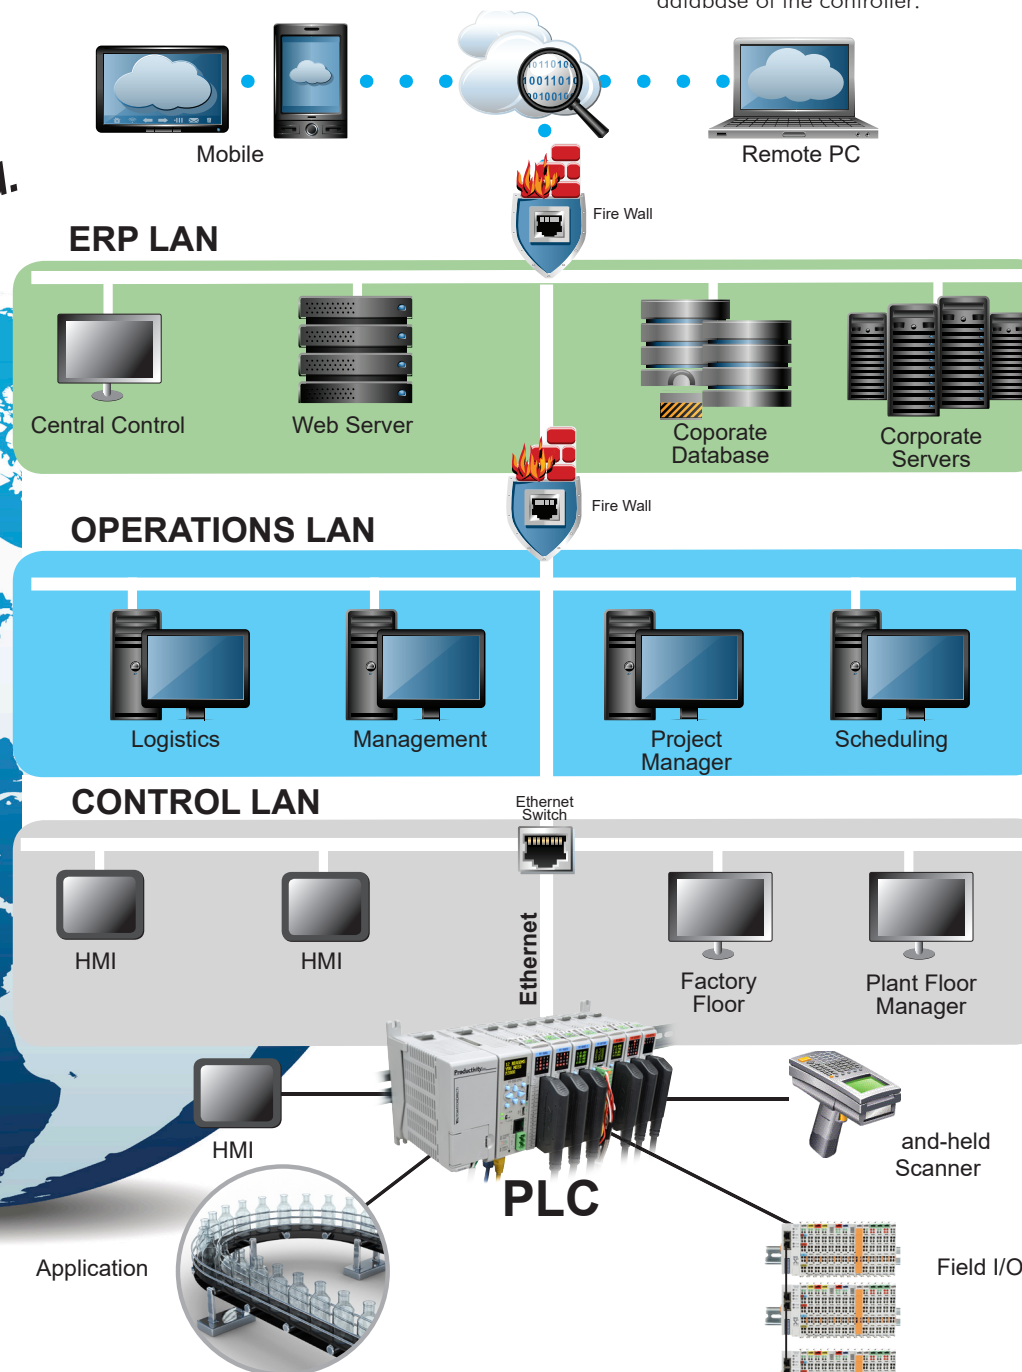 database of the controller.
Mobile
Remote PC
Fire Wall
ERP LAN
Central Control
Web Server
Coporate
Database
Corporate
Servers
Fire Wall
OPERATIONS LAN
Logistics
Management
Project
Manager
Scheduling
CONTROL LAN
Ethernet
Switch
HMI
HMI
Ethernet
Factory
Floor
Plant Floor
Manager
Productivity
HMI
and-held
Scanner
PLC
Application
Field I/O